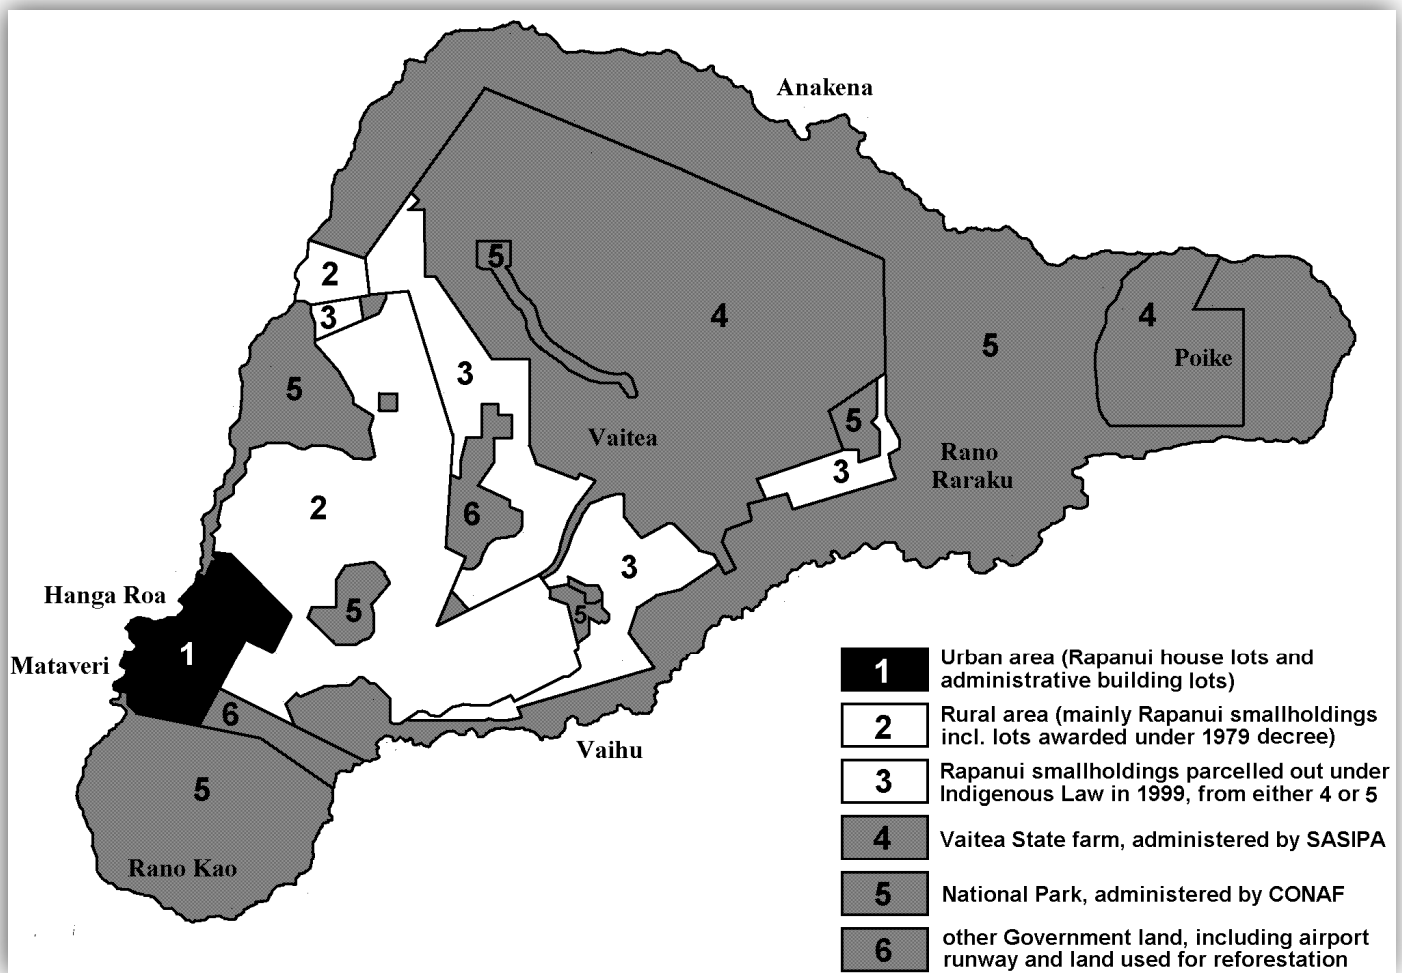 Anakena
5
2
4
4
3
5
Poike
3
5
5
Vaitea
Rano
Raraku
3
2
6
3
Hanga Roa
5
5
1
Mataveri
6
Vaihu
5
Rano Kao
1 Urban area (Rapanui house lots and
administrative building lots)
2 Rural area (mainly Rapanui smallholdings
incl. lots awarded under 1979 decree)
3 Rapanui smallholdings parcelled out under
Indigenous Law in 1999, from either 4 or 5
4 Vaitea State farm, administered by SASIPA
5 National Park, administered by CONAF
6 other Government land, including airport
runway and land used for reforestation